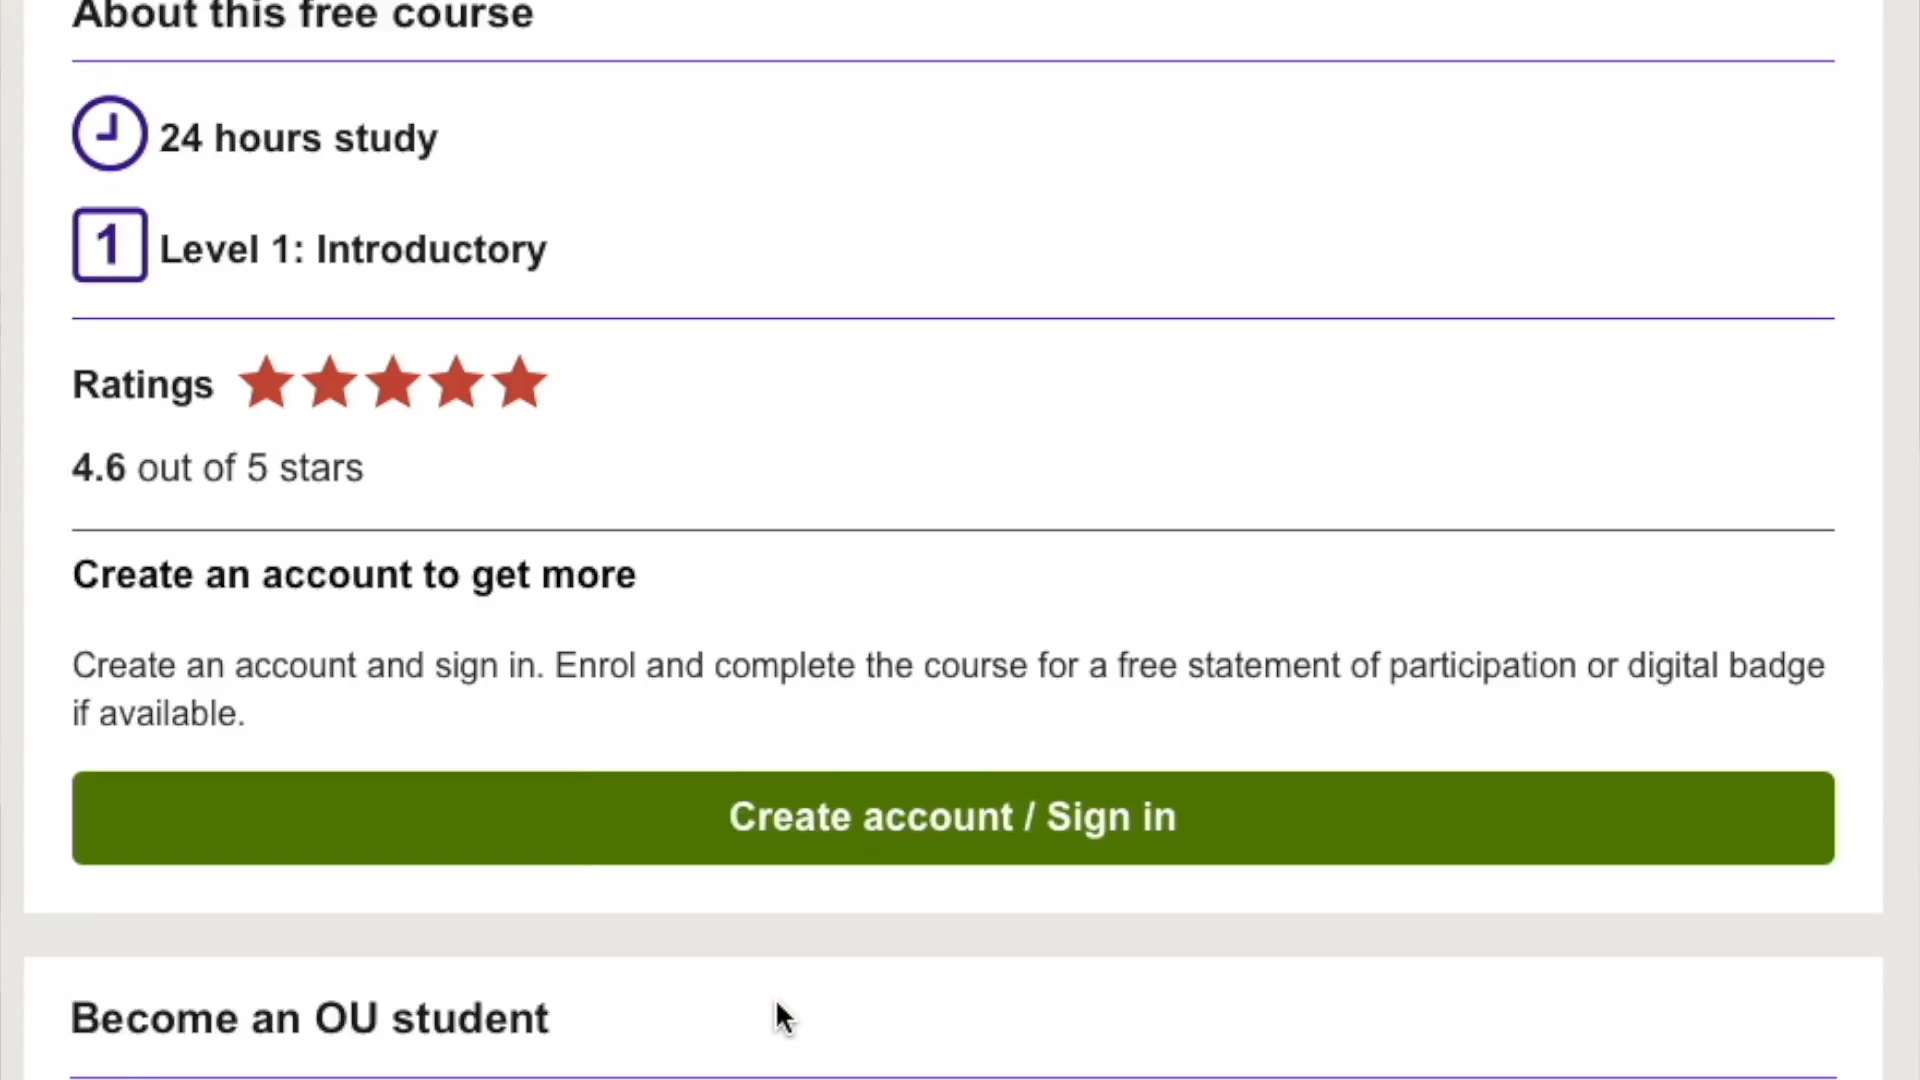 About this free course
24 hours study
1 Level 1: Introductory
Ratings
4.6 out of 5 stars
Create an account to get more
Create an account and sign in. Enrol and complete the course for a free statement of participation or digital badge
if available.
Create account / Sign in
Become an OU student